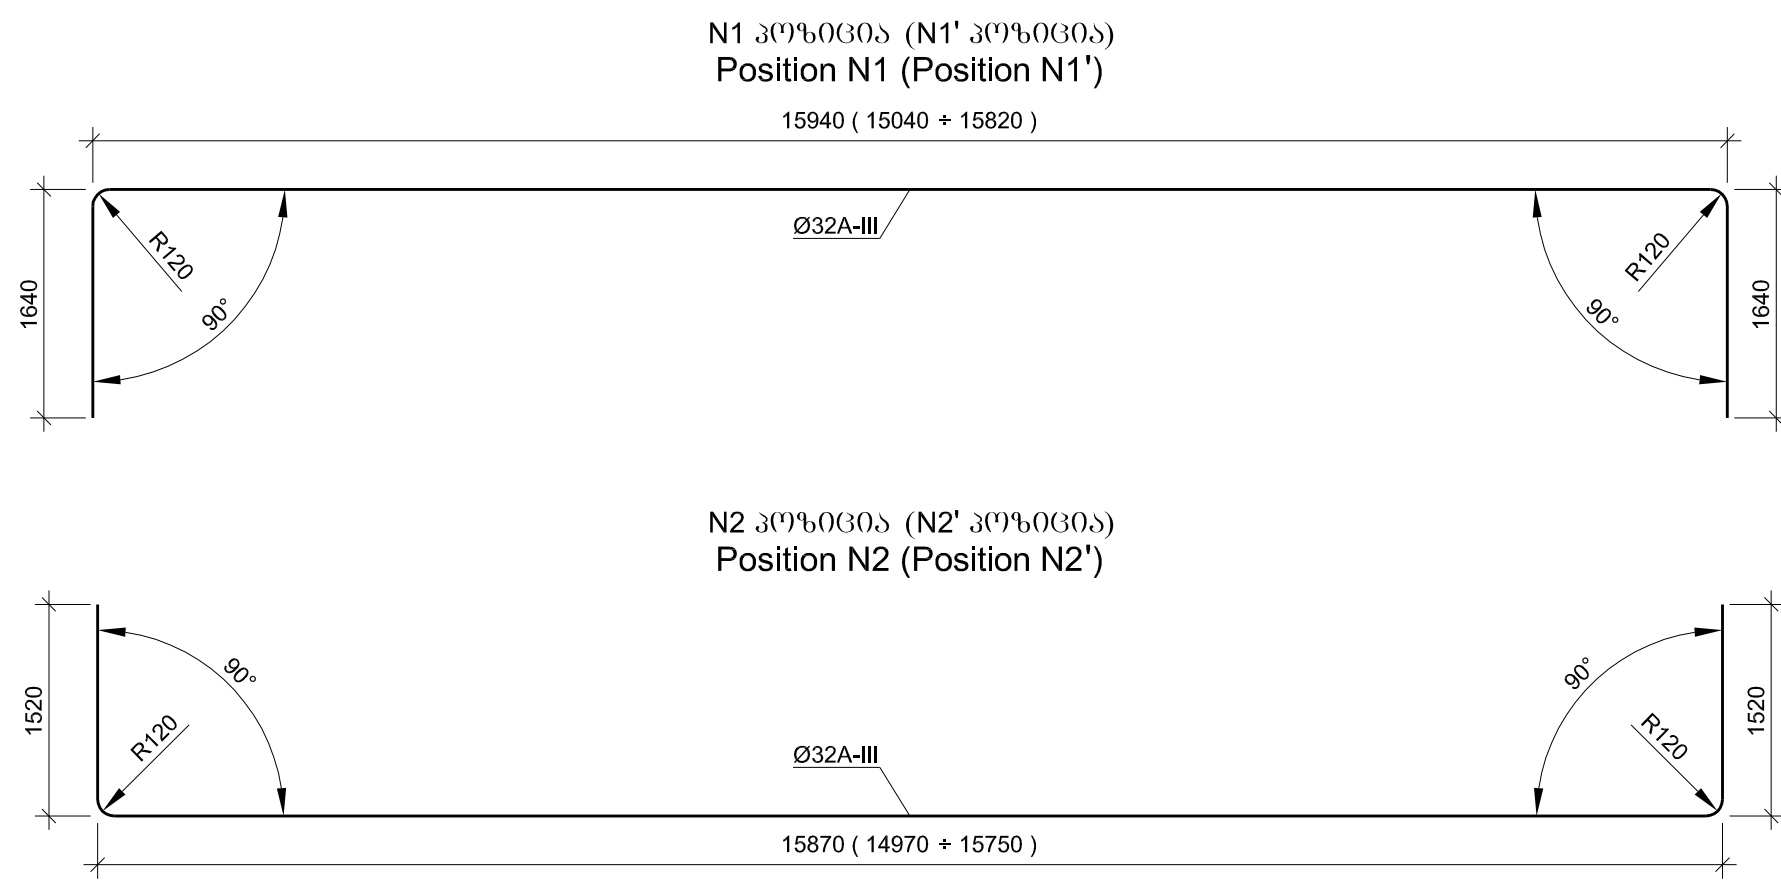 N1 პოზიცია (N1' პოზიცია)
Position N1 (Position N1')
15940 ( 15040 ÷ 15820 )
R120
90°
1640
Ø32A-III
R120
90°
1640
N2 პოზიცია (N2' პოზიცია)
Position N2 (Position N2')
1520
90°
R120
Ø32A-III
90°
R120
1520
15870 ( 14970 ÷ 15750 )